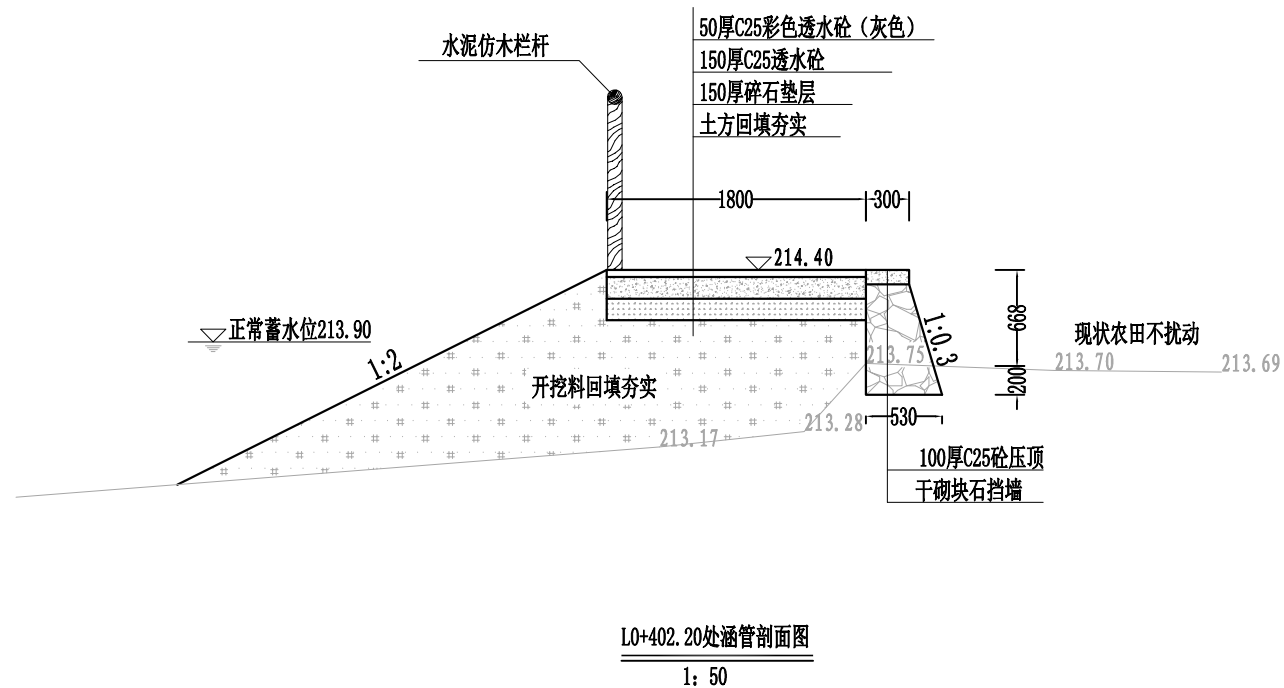 50厚C25彩色透水砼（灰色）
水泥仿木栏杆
150厚C25透水砼
150厚碎石垫层
土方回填夯实
1800
300
214.40
正常蓄水位213.90
1:2
1:0.3
668
现状农田不扰动
213.75
213.70
213.69
200
开挖料回填夯实
530
213.28
213.17
100厚C25砼压顶
干砌块石挡墙
L0+402.20处涵管剖面图
1: 50